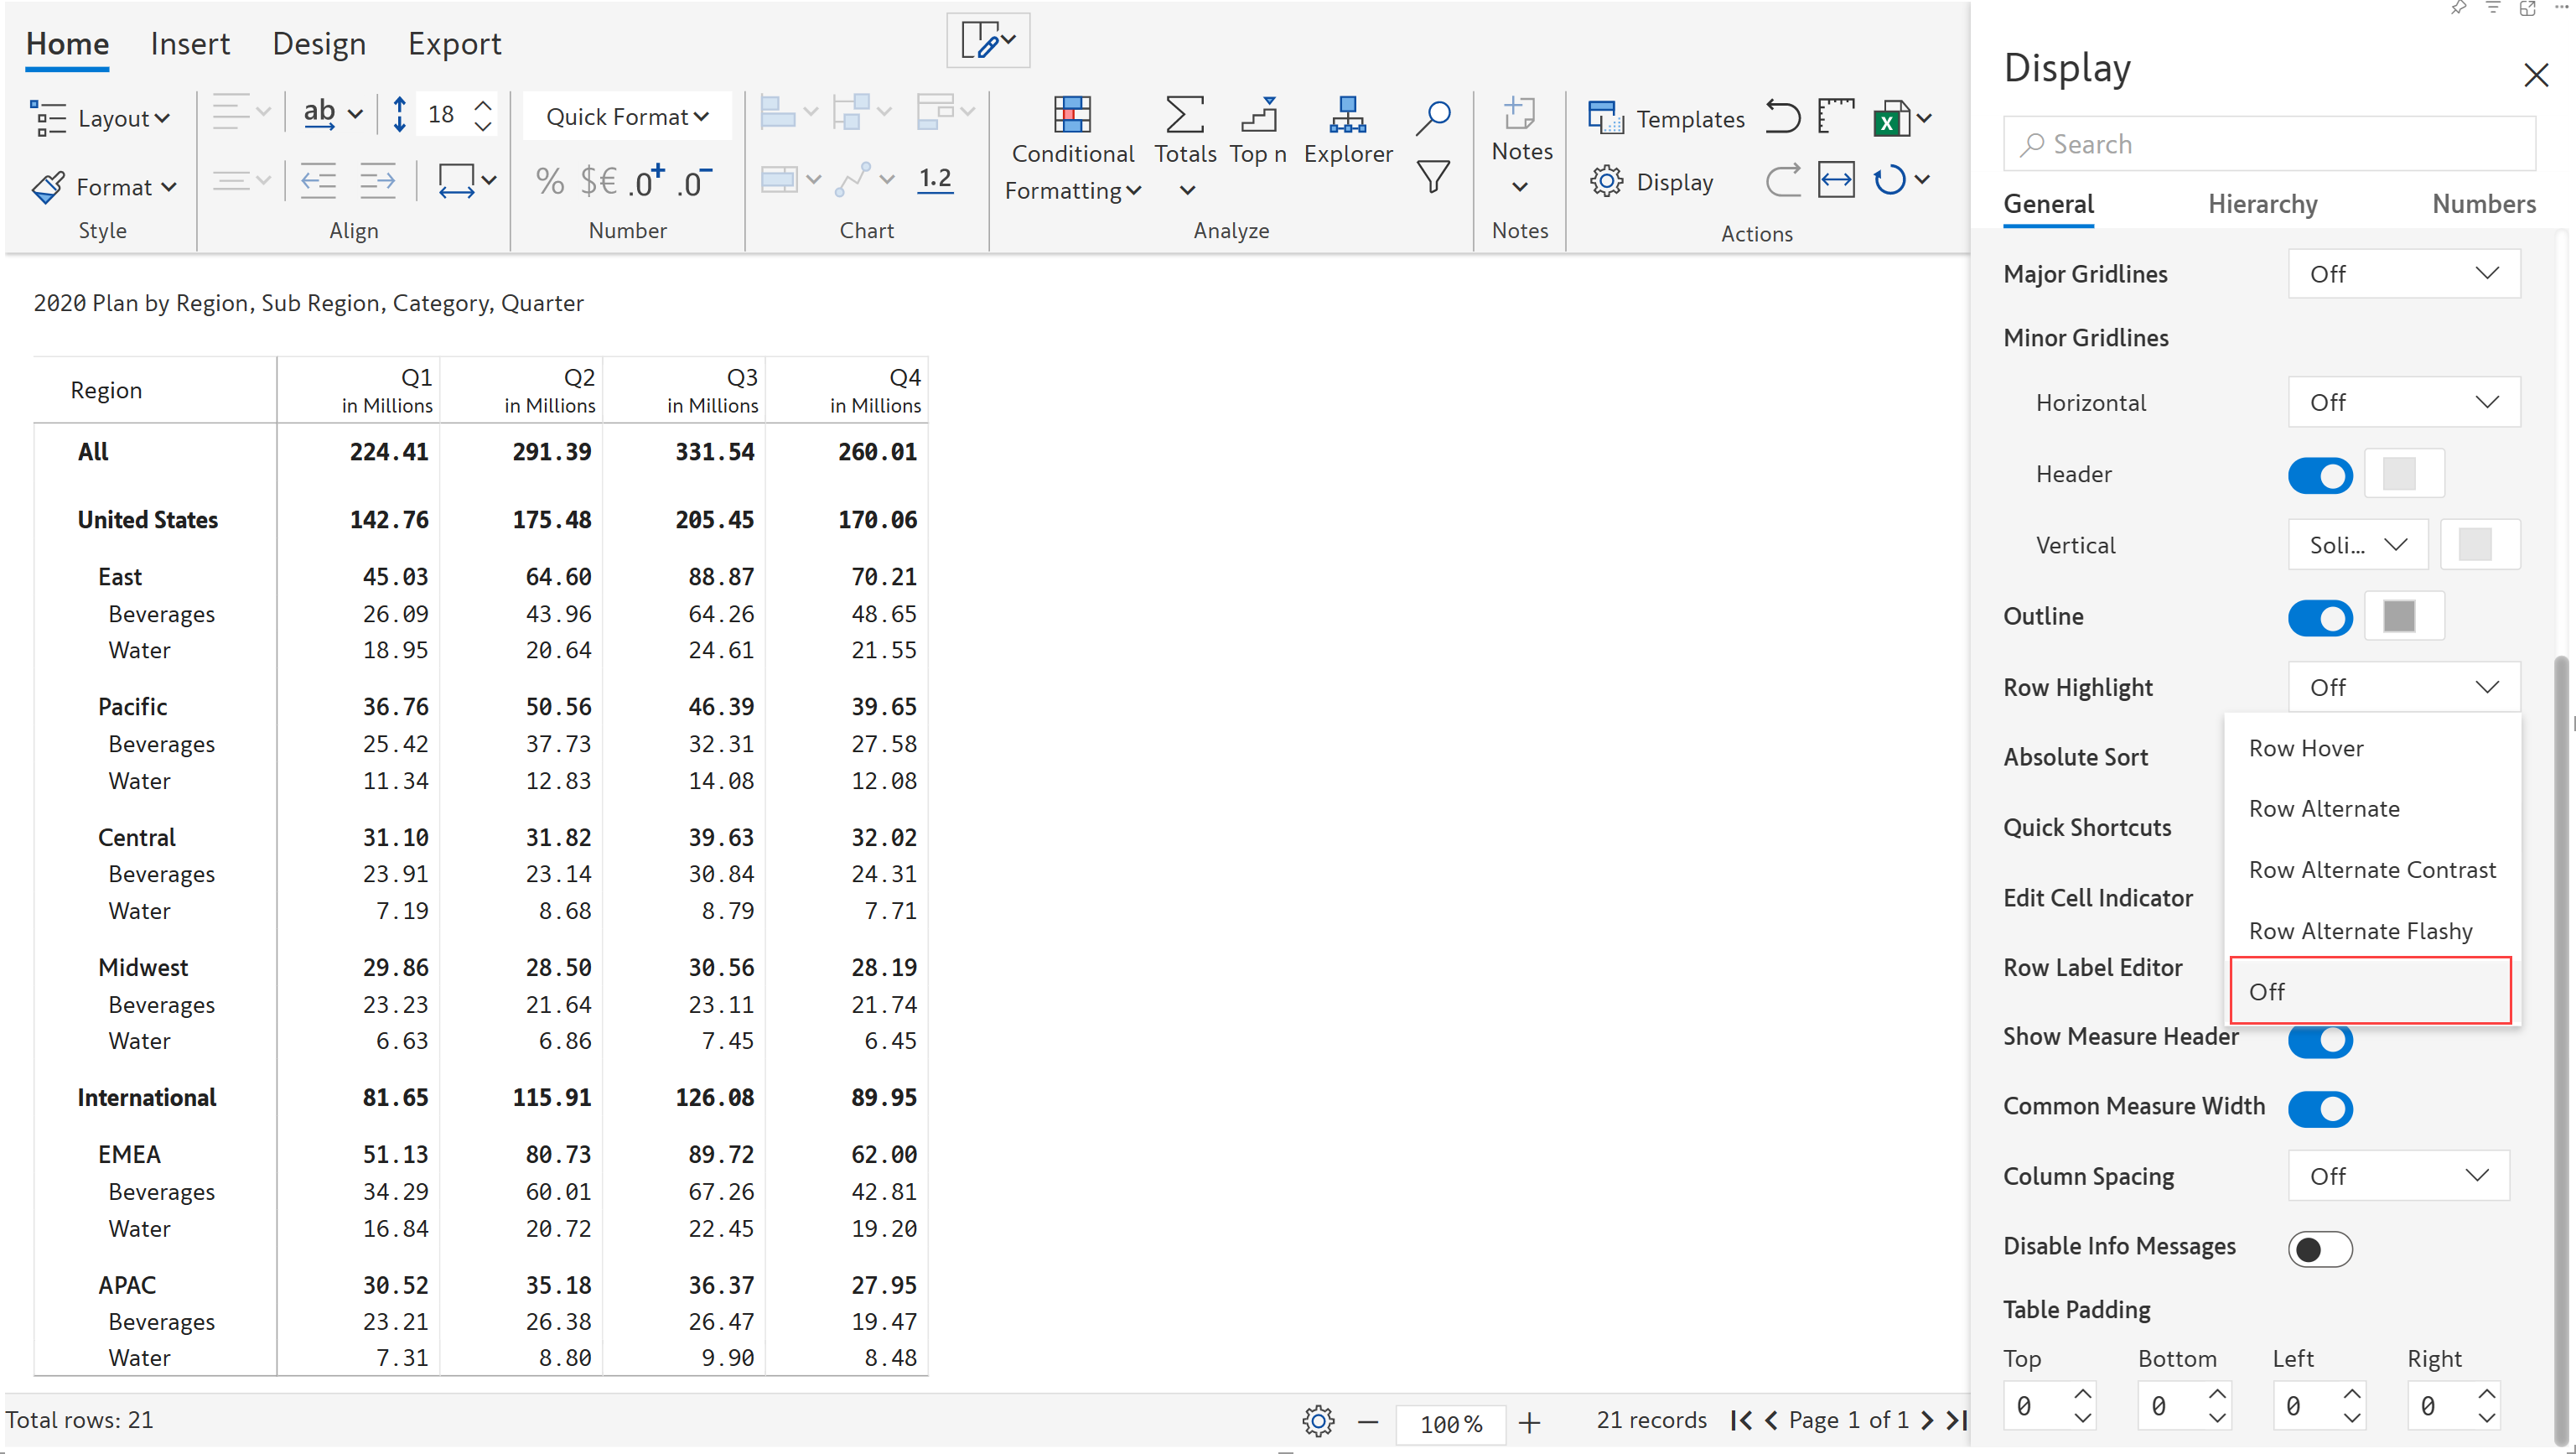 Home Insert Design Export
Layout ab 18 Quick Format Conditional Formatting Totals Top n Explorer Notes Templates
Format % $€ .0+ .0- 1.2 Display
Style Align Number Chart Analyze Notes Actions
2020 Plan by Region, Sub Region, Category, Quarter
Region Q1 in Millions Q2 in Millions Q3 in Millions Q4 in Millions
All 224.41 291.39 331.54 260.01
United States 142.76 175.48 205.45 170.06
East 45.03 64.60 88.87 70.21
Beverages 26.09 43.96 64.26 48.65
Water 18.95 20.64 24.61 21.55
Pacific 36.76 50.56 46.39 39.65
Beverages 25.42 37.73 32.31 27.58
Water 11.34 12.83 14.08 12.08
Central 31.10 31.82 39.63 32.02
Beverages 23.91 23.14 30.84 24.31
Water 7.19 8.68 8.79 7.71
Midwest 29.86 28.50 30.56 28.19
Beverages 23.23 21.64 23.11 21.74
Water 6.63 6.86 7.45 6.45
International 81.65 115.91 126.08 89.95
EMEA 51.13 80.73 89.72 62.00
Beverages 34.29 60.01 67.26 42.81
Water 16.84 20.72 22.45 19.20
APAC 30.52 35.18 36.37 27.95
Beverages 23.21 26.38 26.47 19.47
Water 7.31 8.80 9.90 8.48
Total rows: 21 100% 21 records Page 1 of 1
Display
Search
General Hierarchy Numbers
Major Gridlines Off
Minor Gridlines
Horizontal Off
Header
Vertical Soli...
Outline
Row Highlight Off
Row Hover
Absolute Sort
Row Alternate
Quick Shortcuts
Row Alternate Contrast
Edit Cell Indicator
Row Alternate Flashy
Row Label Editor
Off
Show Measure Header
Common Measure Width
Column Spacing Off
Disable Info Messages
Table Padding
Top Bottom Left Right
0 0 0 0